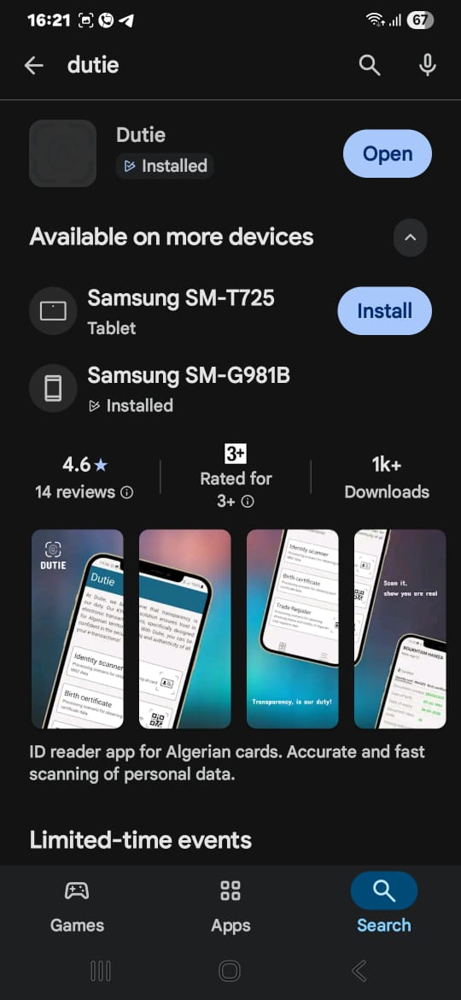 16:21
67
dutie
Dutie
Installed
Open
Available on more devices
Samsung SM-T725
Tablet
Install
Samsung SM-G981B
Installed
4.6★
14 reviews
3+
Rated for
3+
1k+
Downloads
DUTIE
Dutie
Identity scanner
Birth certificate
Identity scanner
Birth certificate
Trade Register
Transparency, is our duty!
Scan it,
show you are real
BOUKHTAM HAMZA
ID reader app for Algerian cards. Accurate and fast
scanning of personal data.
Limited-time events
Games
Apps
Search